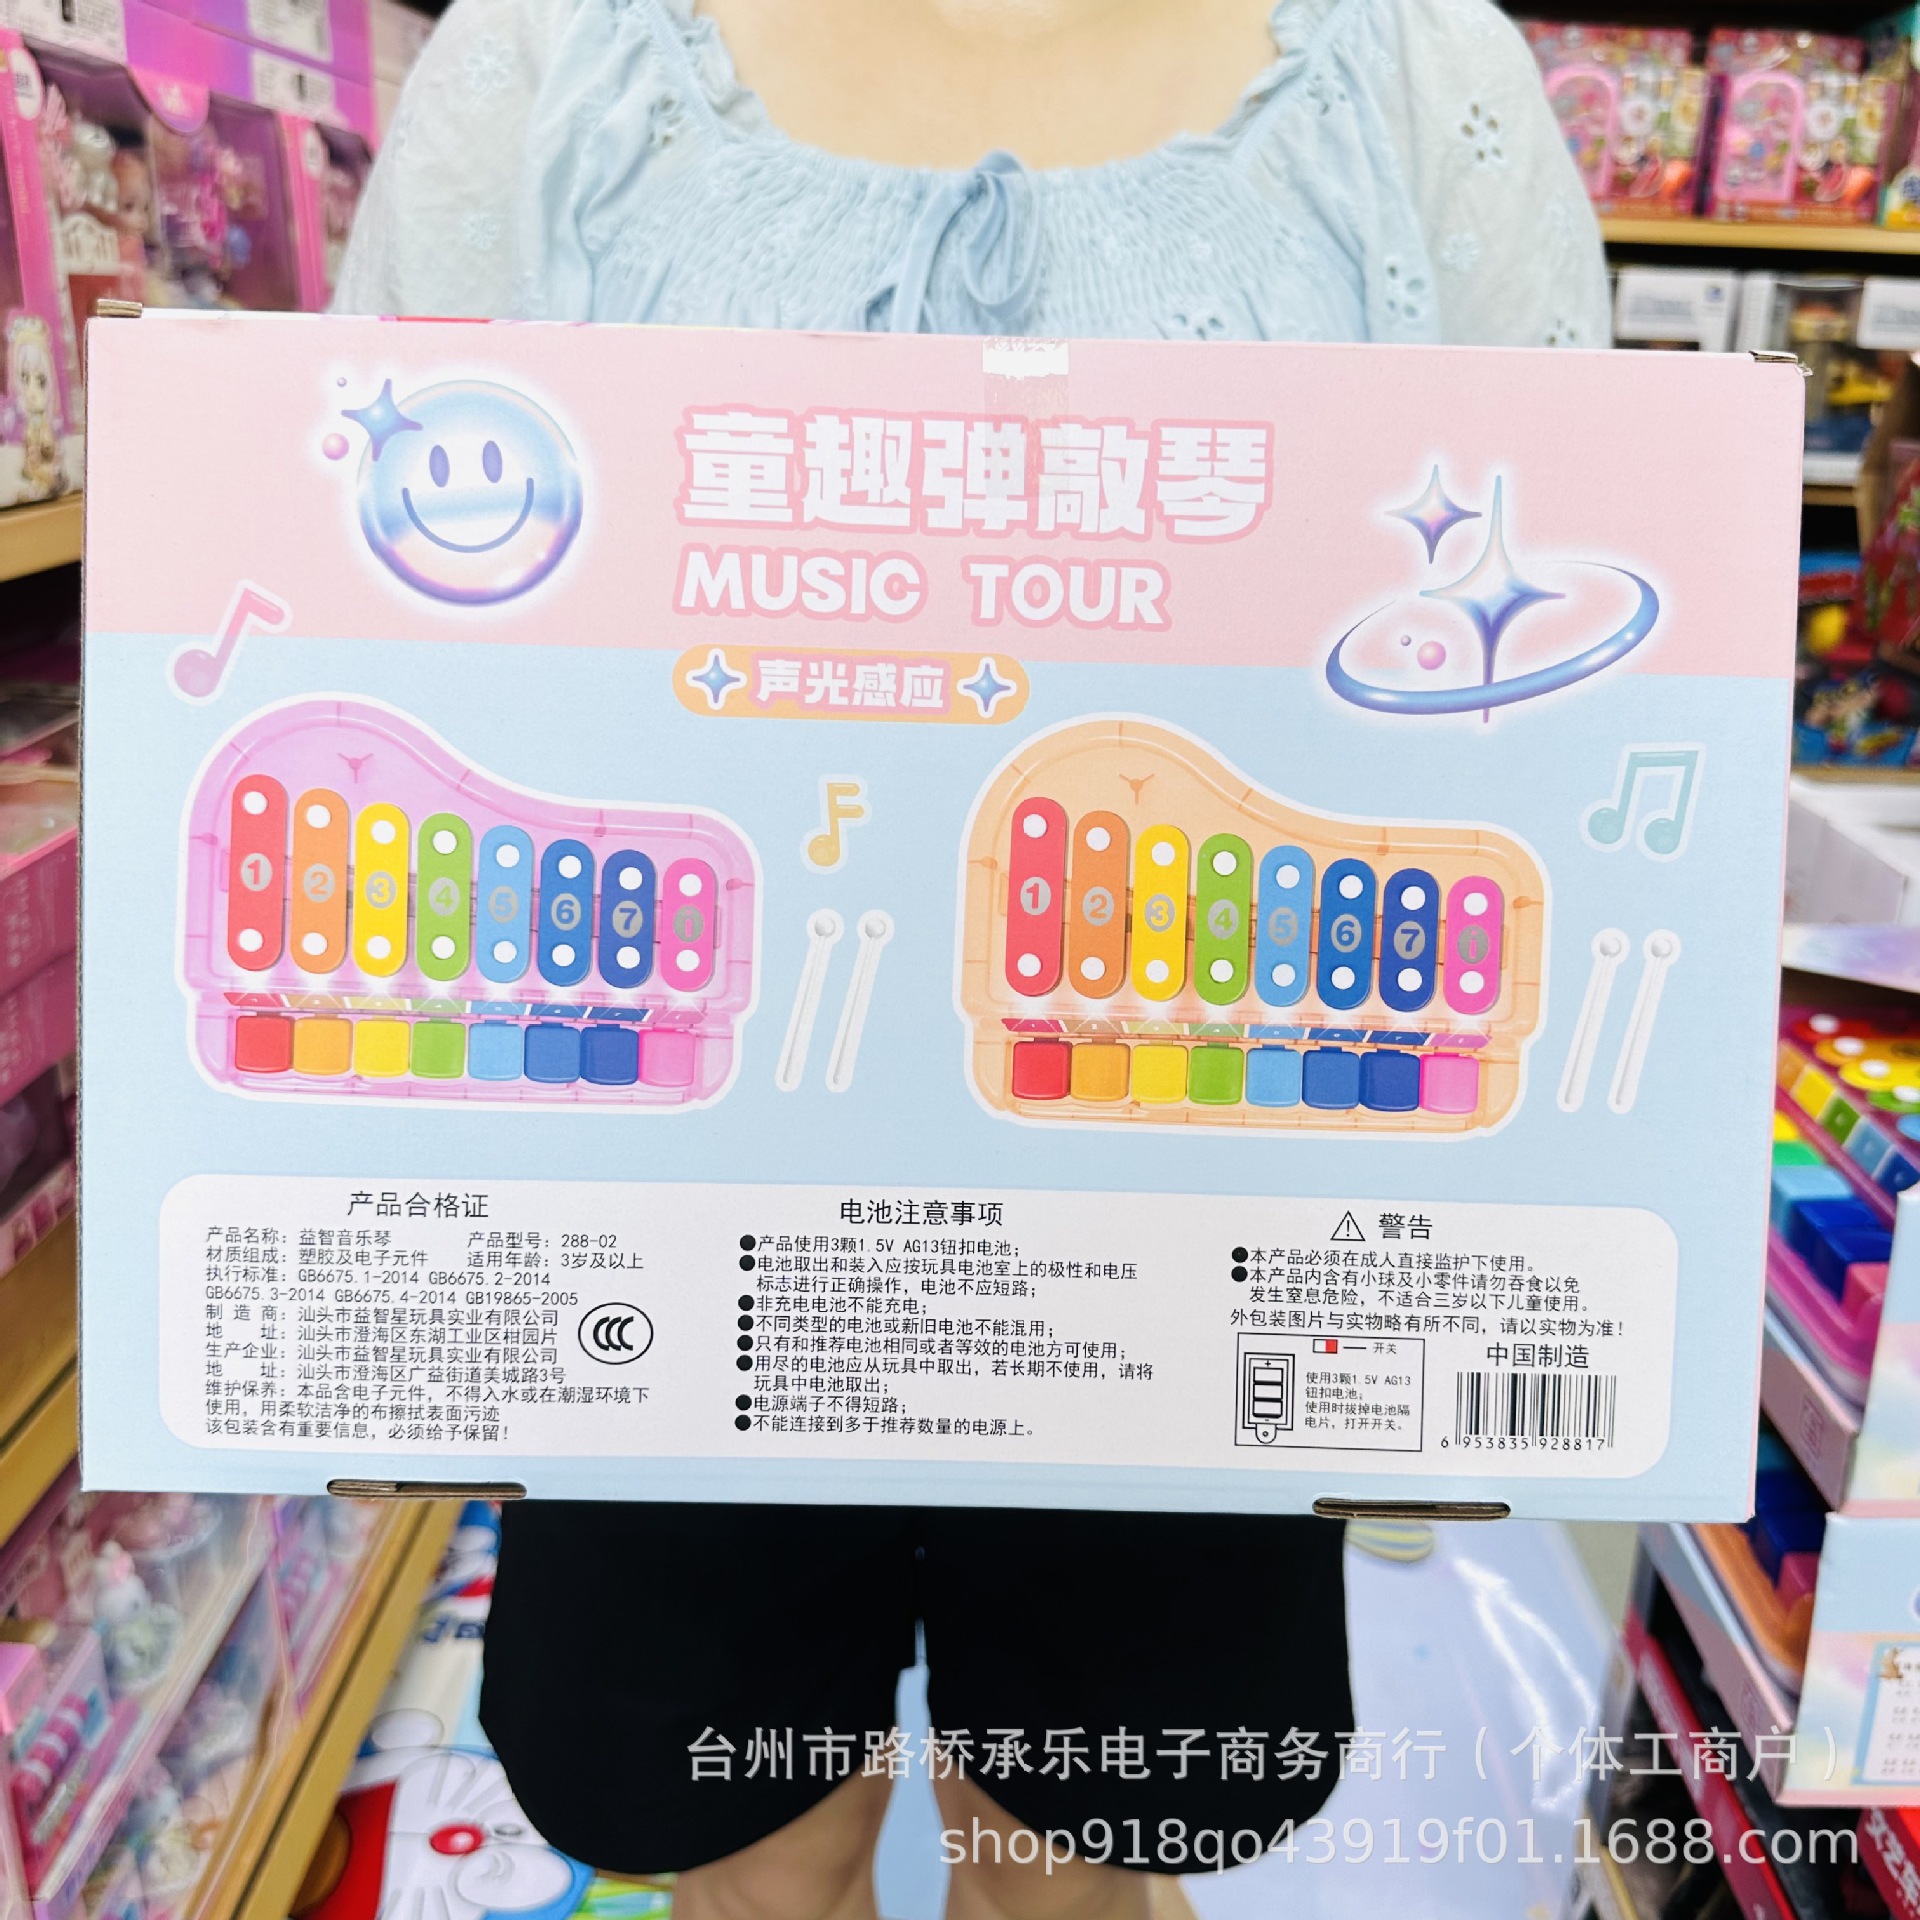 童趣弹敲琴
MUSIC TOUR
声光感应
1 2 3 4 5 6 7 i
1 2 3 4 5 6 7 i
产品合格证
产品名称：益智音乐琴 产品型号：288-02
材质组成：塑胶及电子元件 适用年龄：3岁及以上
执行标准：GB6675.1-2014 GB6675.2-2014
GB6675.3-2014 GB6675.4-2014 GB19865-2005
制造商：汕头市益智星玩具实业有限公司
地 址：汕头市澄海区东湖工业区柑园片
生产企业：汕头市益智星玩具实业有限公司
地 址：汕头市澄海区广益街道美城路3号
维护保养：本品含电子元件，不得入水或在潮湿环境下
使用，用柔软洁净的布擦拭表面污迹
该包装含有重要信息，必须给予保留！
CCC
电池注意事项
●产品使用3颗1.5V AG13钮扣电池；
●电池取出和装入应按玩具电池室上的极性和电压
标志进行正确操作，电池不应短路；
●非充电电池不能充电；
●不同类型的电池或新旧电池不能混用；
●只有和推荐电池相同或者等效的电池方可使用；
●用尽的电池应从玩具中取出，若长期不使用，请将
玩具中电池取出；
●电源端子不得短路；
●不能连接到多于推荐数量的电源上。
警告
●本产品必须在成人直接监护下使用。
●本产品内含有小球及小零件请勿吞食以免
发生窒息危险，不适合三岁以下儿童使用。
外包装图片与实物略有所不同，请以实物为准！
开关
使用3颗1.5V AG13
钮扣电池；
使用时拔掉电池隔
电片，打开开关。
中国制造
6 953835 928817
台州市路桥承乐电子商务商行（个体工商户）
shop918qo43919f01.1688.com